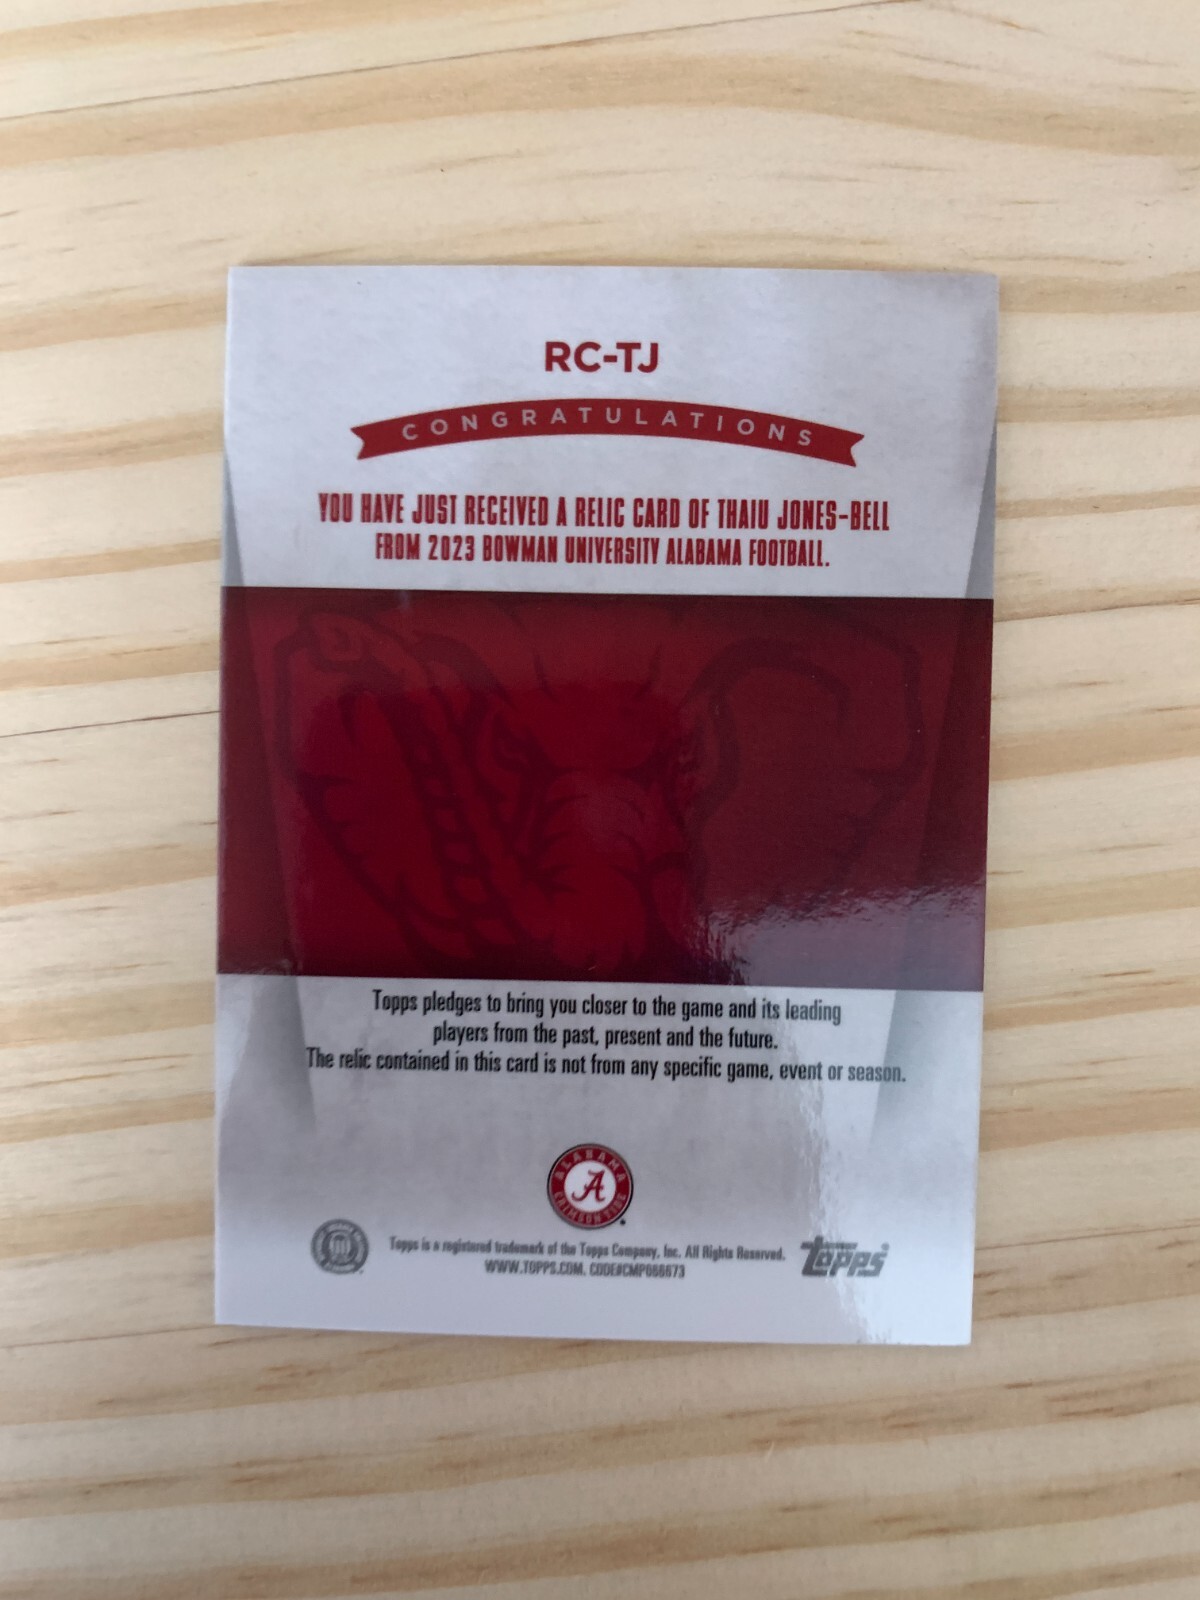 RC-TJ
CONGRATULATIONS
YOU HAVE JUST RECEIVED A RELIC CARD OF THAIU JONES-BELL
FROM 2023 BOWMAN UNIVERSITY ALABAMA FOOTBALL.
Topps pledges to bring you closer to the game and its leading
players from the past, present and the future.
The relic contained in this card is not from any specific game, event or season.
ALABAMA
A
CRIMSON TIDE
Topps is a registered trademark of the Topps Company, Inc. All Rights Reserved.
WWW.TOPPS.COM. CODE#CMP066673
Topps